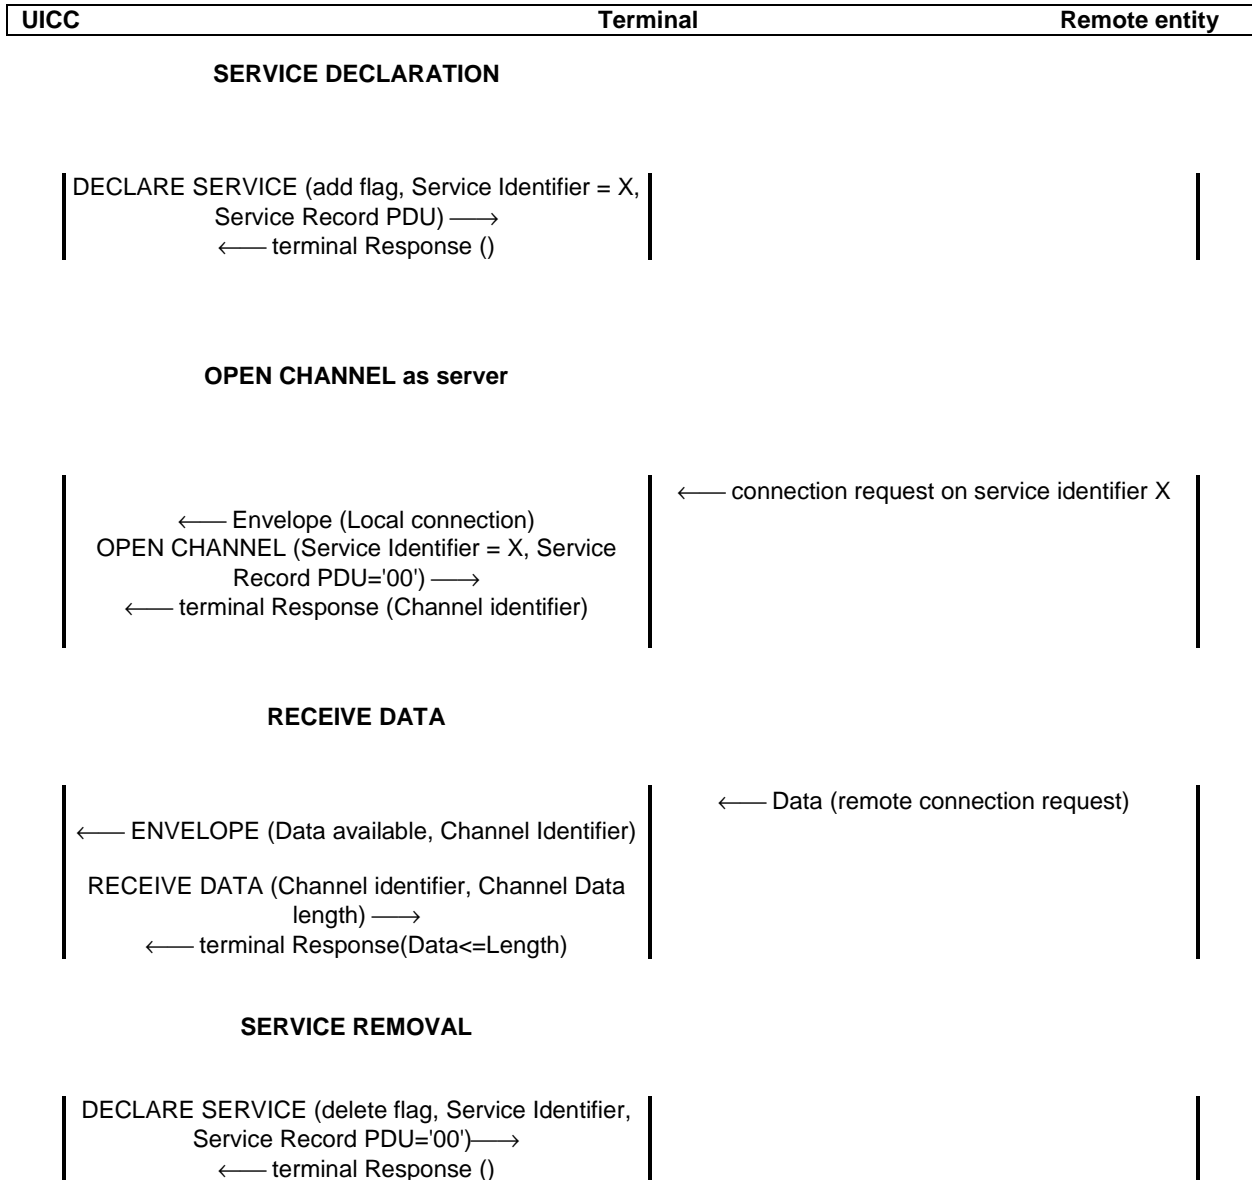 UICC Terminal Remote entity
SERVICE DECLARATION
DECLARE SERVICE (add flag, Service Identifier = X,
Service Record PDU) ⟶
⟵ terminal Response ()
OPEN CHANNEL as server
⟵ connection request on service identifier X
⟵ Envelope (Local connection)
OPEN CHANNEL (Service Identifier = X, Service
Record PDU='00') ⟶
⟵ terminal Response (Channel identifier)
RECEIVE DATA
⟵ Data (remote connection request)
⟵ ENVELOPE (Data available, Channel Identifier)
RECEIVE DATA (Channel identifier, Channel Data
length) ⟶
⟵ terminal Response(Data<=Length)
SERVICE REMOVAL
DECLARE SERVICE (delete flag, Service Identifier,
Service Record PDU='00')⟶
⟵ terminal Response ()